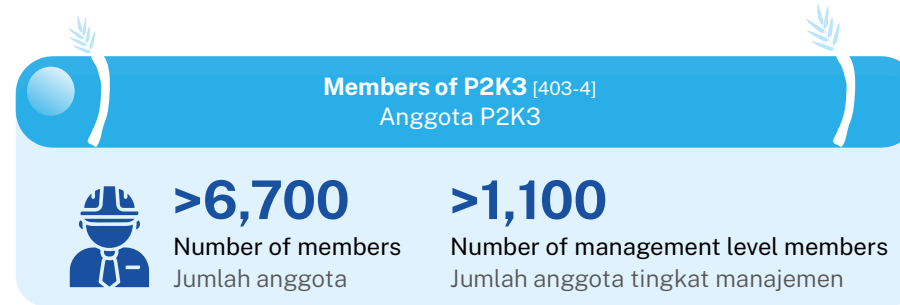 Members of P2K3 [403-4]
Anggota P2K3
>6,700
Number of members
Jumlah anggota
>1,100
Number of management level members
Jumlah anggota tingkat manajemen